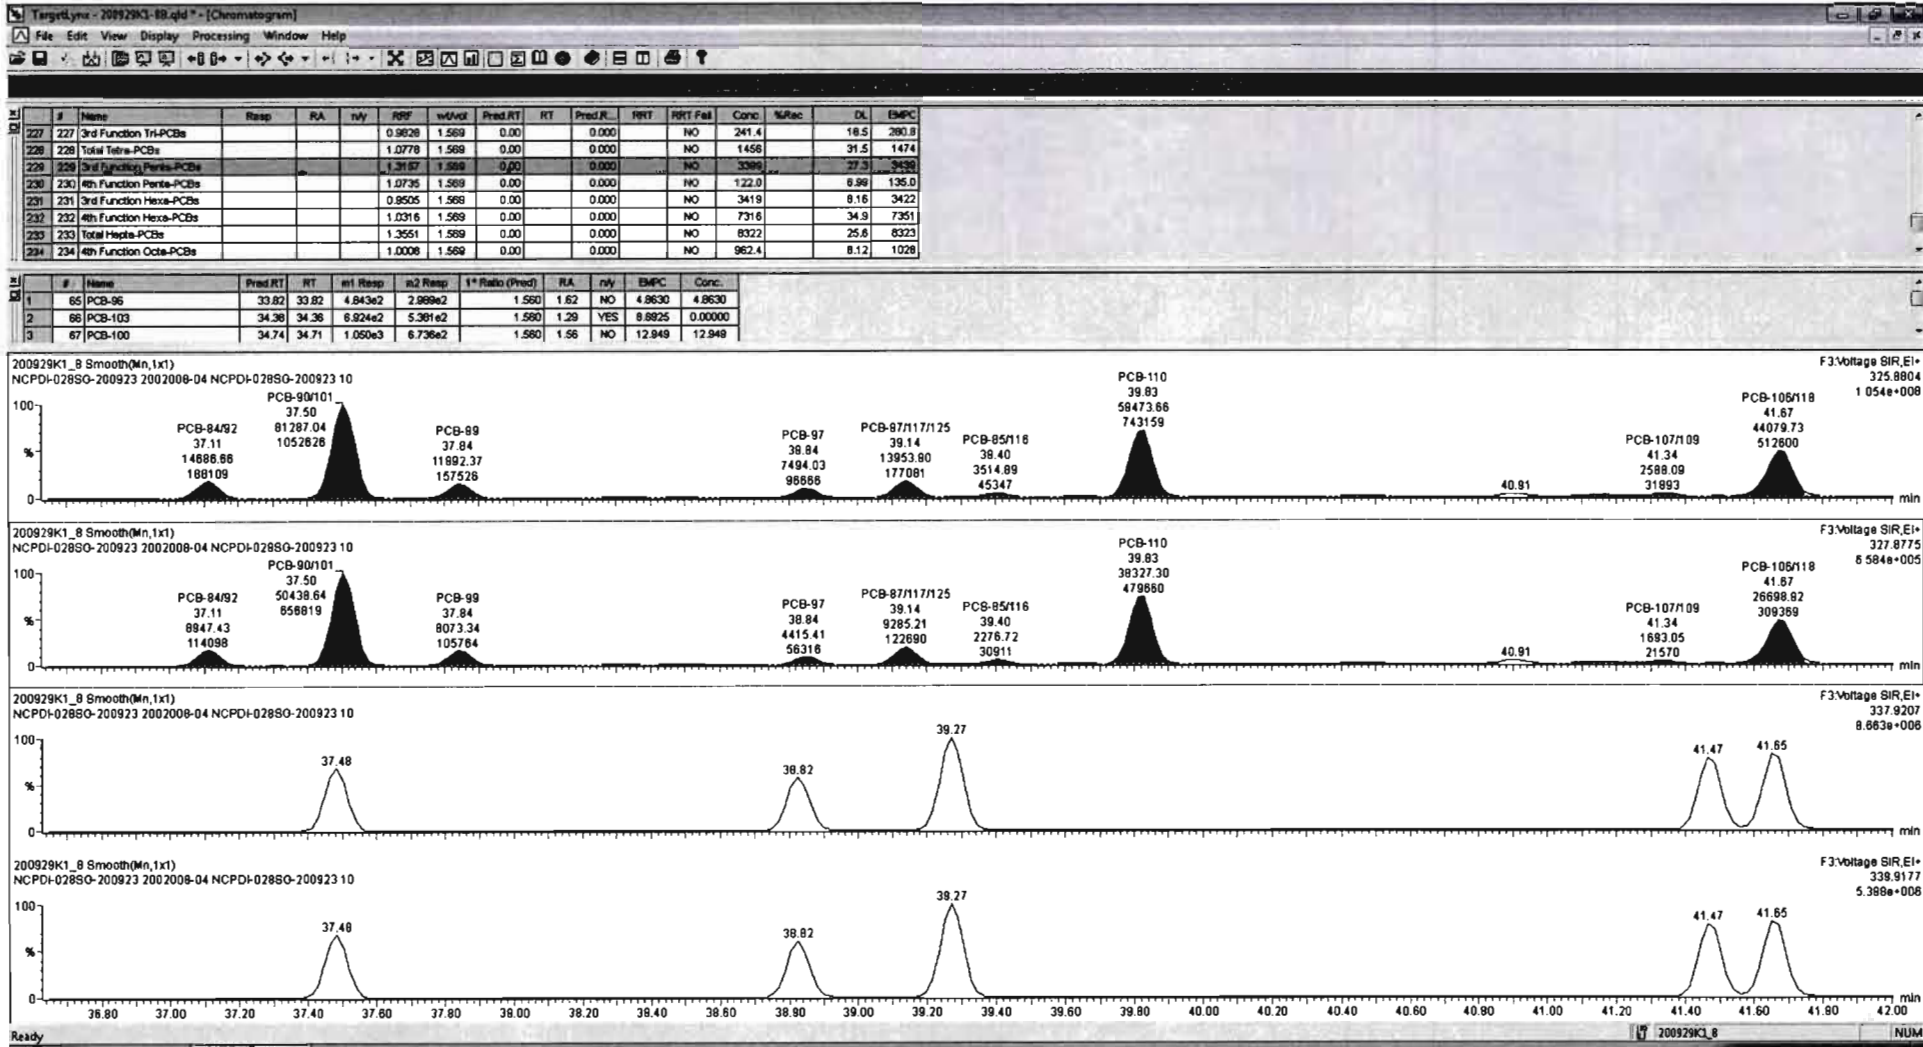 TargetLynx - 200929K1-8B.qld * - [Chromatogram]
File Edit View Display Processing Window Help
# Name Resp RA n/y RRF wt/vol Pred.RT RT Pred.R... RRT RRT Fail Conc. %Rec DL EMPC
227 227 3rd Function Tri-PCBs 0.9828 1.569 0.00 0.000 NO 241.4 18.5 280.8
228 228 Total Tetra-PCBs 1.0778 1.569 0.00 0.000 NO 1456 31.5 1474
229 229 3rd Function Penta-PCBs 1.3157 1.569 0.00 0.000 NO 3399 27.3 3439
230 230 4th Function Penta-PCBs 1.0735 1.569 0.00 0.000 NO 122.0 6.99 135.0
231 231 3rd Function Hexa-PCBs 0.9505 1.569 0.00 0.000 NO 3419 8.16 3422
232 232 4th Function Hexa-PCBs 1.0316 1.569 0.00 0.000 NO 7316 34.9 7351
233 233 Total Hepta-PCBs 1.3551 1.569 0.00 0.000 NO 8322 25.6 8323
234 234 4th Function Octa-PCBs 1.0008 1.569 0.00 0.000 NO 962.4 8.12 1028
# Name Pred.RT RT m1 Resp m2 Resp 1° Ratio (Pred) RA n/y EMPC Conc.
1 65 PCB-96 33.82 33.82 4.843e2 2.989e2 1.560 1.62 NO 4.8630 4.8630
2 66 PCB-103 34.36 34.36 6.924e2 5.381e2 1.560 1.29 YES 8.6925 0.00000
3 67 PCB-100 34.74 34.71 1.050e3 6.736e2 1.560 1.56 NO 12.949 12.949
200929K1_8 Smooth(Mn,1x1) F3:Voltage SIR,EI+
NCPDI-028SG-200923 2002008-04 NCPDI-028SG-200923 10 325.8804
1.054e+006
PCB-84/92 37.11 14686.66 188109
PCB-90/101 37.50 81287.04 1052626
PCB-99 37.84 11892.37 157526
PCB-97 38.84 7494.03 96666
PCB-87/117/125 39.14 13953.80 177081
PCB-85/116 39.40 3514.89 45347
PCB-110 39.83 58473.66 743159
40.91
PCB-107/109 41.34 2588.09 31893
PCB-106/118 41.67 44079.73 512600
100 % 0 min
200929K1_8 Smooth(Mn,1x1) F3:Voltage SIR,EI+
NCPDI-028SG-200923 2002008-04 NCPDI-028SG-200923 10 327.8775
6.584e+005
PCB-84/92 37.11 8947.43 114098
PCB-90/101 37.50 50438.64 656819
PCB-99 37.84 8073.34 105764
PCB-97 38.84 4415.41 56316
PCB-87/117/125 39.14 9285.21 122690
PCB-85/116 39.40 2276.72 30911
PCB-110 39.83 38327.30 479660
40.91
PCB-107/109 41.34 1693.05 21570
PCB-106/118 41.67 26698.92 309369
100 % 0 min
200929K1_8 Smooth(Mn,1x1) F3:Voltage SIR,EI+
NCPDI-028SG-200923 2002008-04 NCPDI-028SG-200923 10 337.9207
8.663e+006
37.48 38.82 39.27 41.47 41.65
100 % 0 min
200929K1_8 Smooth(Mn,1x1) F3:Voltage SIR,EI+
NCPDI-028SG-200923 2002008-04 NCPDI-028SG-200923 10 339.9177
5.398e+006
37.48 38.82 39.27 41.47 41.65
100 % 0 min
36.80 37.00 37.20 37.40 37.60 37.80 38.00 38.20 38.40 38.60 38.80 39.00 39.20 39.40 39.60 39.80 40.00 40.20 40.40 40.60 40.80 41.00 41.20 41.40 41.60 41.80 42.00
Ready 200929K1_8 NUM